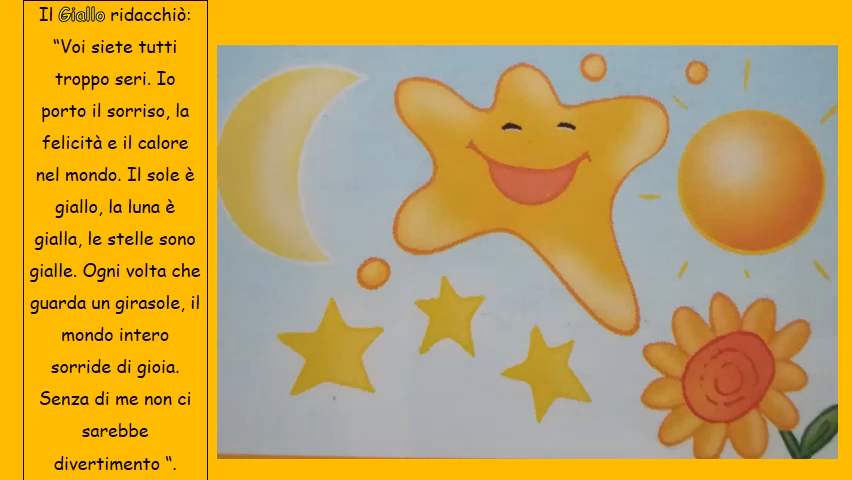 Il Giallo ridacchiò:
“Voi siete tutti
troppo seri. Io
porto il sorriso, la
felicità e il calore
nel mondo. Il sole è
giallo, la luna è
gialla, le stelle sono
gialle. Ogni volta che
guarda un girasole, il
mondo intero
sorride di gioia.
Senza di me non ci
sarebbe
divertimento “.